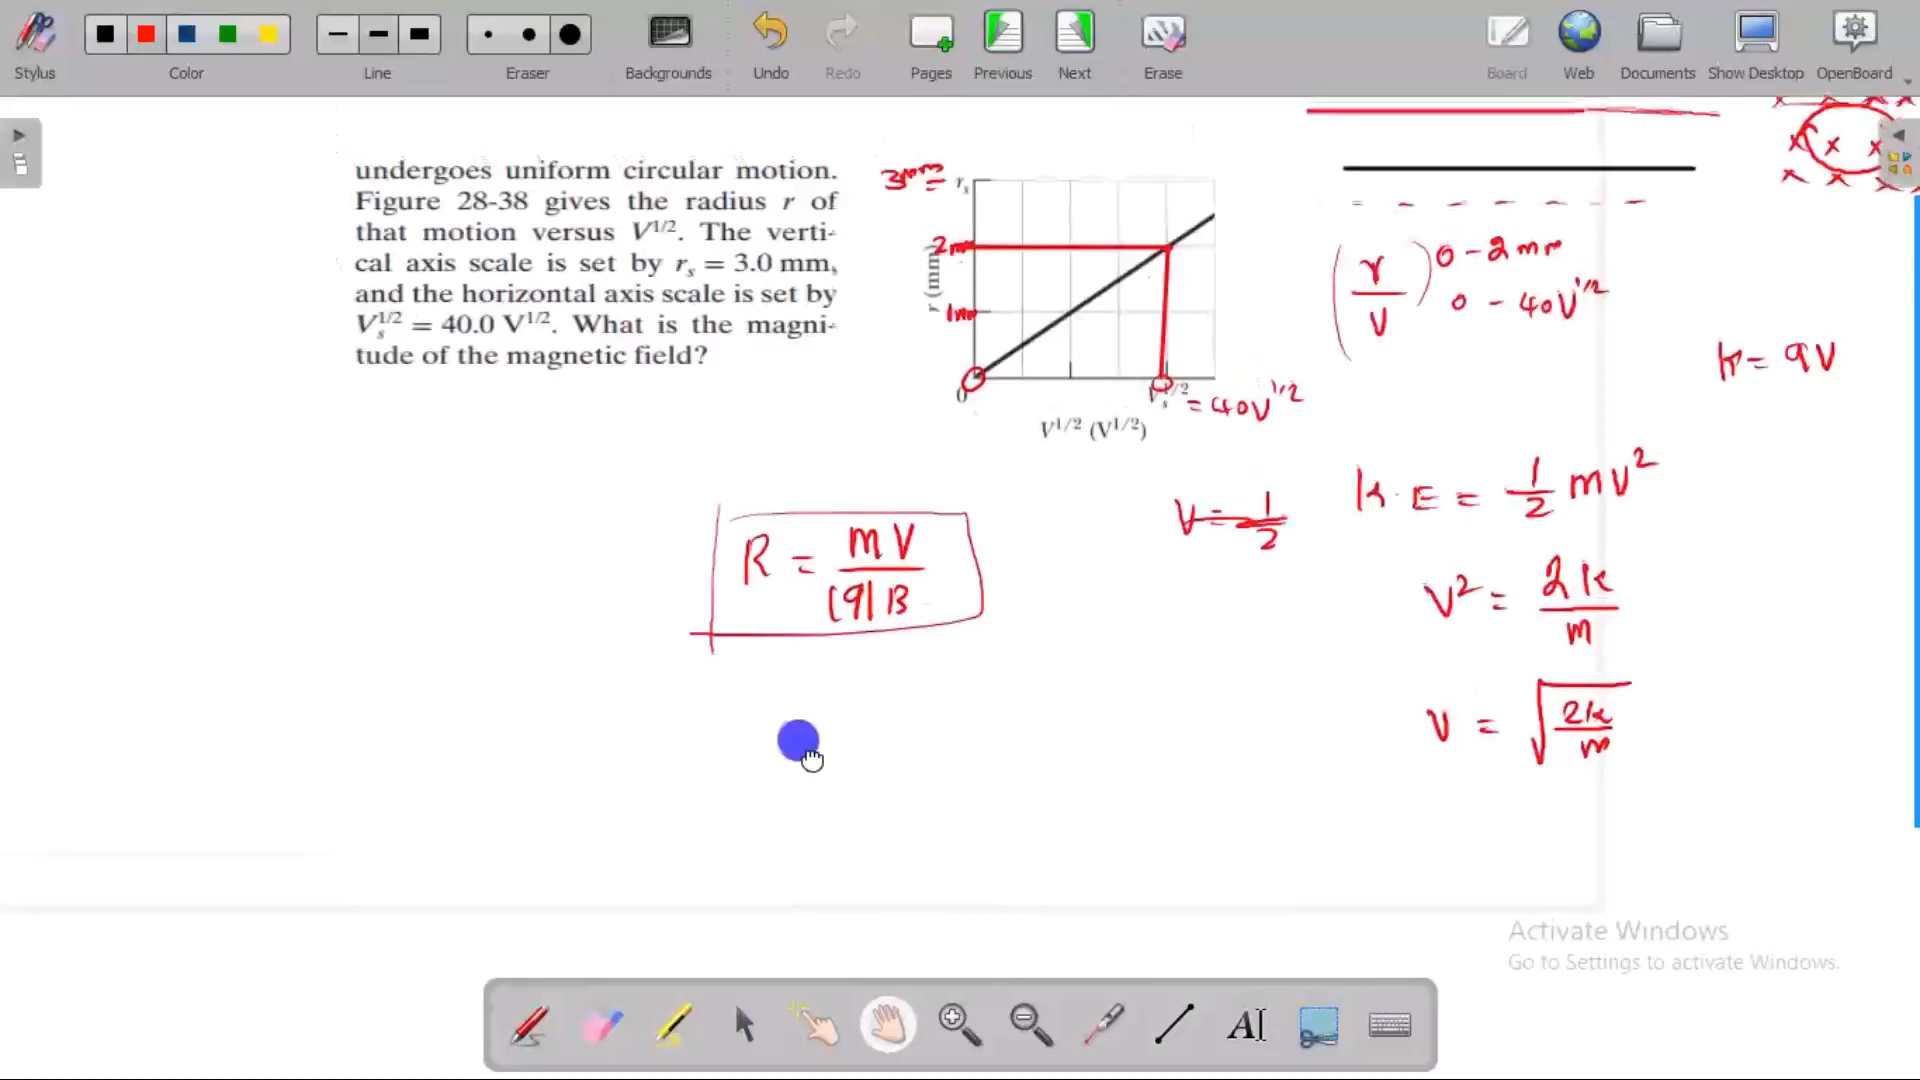 Stylus
Color
Line
Eraser
Backgrounds
Undo
Redo
Pages
Previous
Next
Erase
Board
Web
Documents
Show Desktop
OpenBoard
undergoes uniform circular motion.
Figure 28-38 gives the radius r of
that motion versus V^1/2. The verti-
cal axis scale is set by r_s = 3.0 mm,
and the horizontal axis scale is set by
V_s^1/2 = 40.0 V^1/2. What is the magni-
tude of the magnetic field?
3mm = r_s
2mm
1mm
r (mm)
0
V_s^1/2 = 40V^1/2
V^1/2 (V^1/2)
(r/V) 0 - 2mm
0 - 40V^1/2
k = qV
R = mV/|q|B
V = 1/2
K.E = 1/2 mV^2
V^2 = 2k/m
V = √(2k/m)
Activate Windows
Go to Settings to activate Windows.